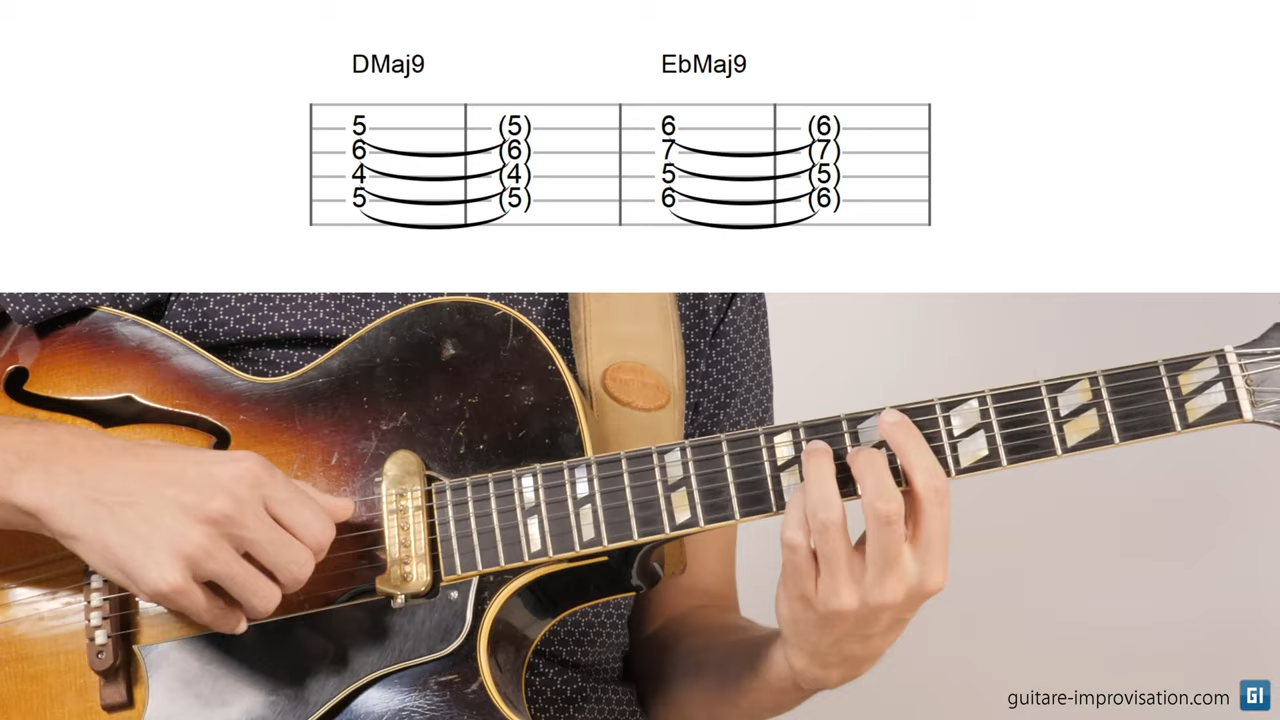 DMaj9 EbMaj9
5 (5) 6 (6)
6 (6) 7 (7)
4 (4) 5 (5)
5 (5) 6 (6)
guitare-improvisation.com GI